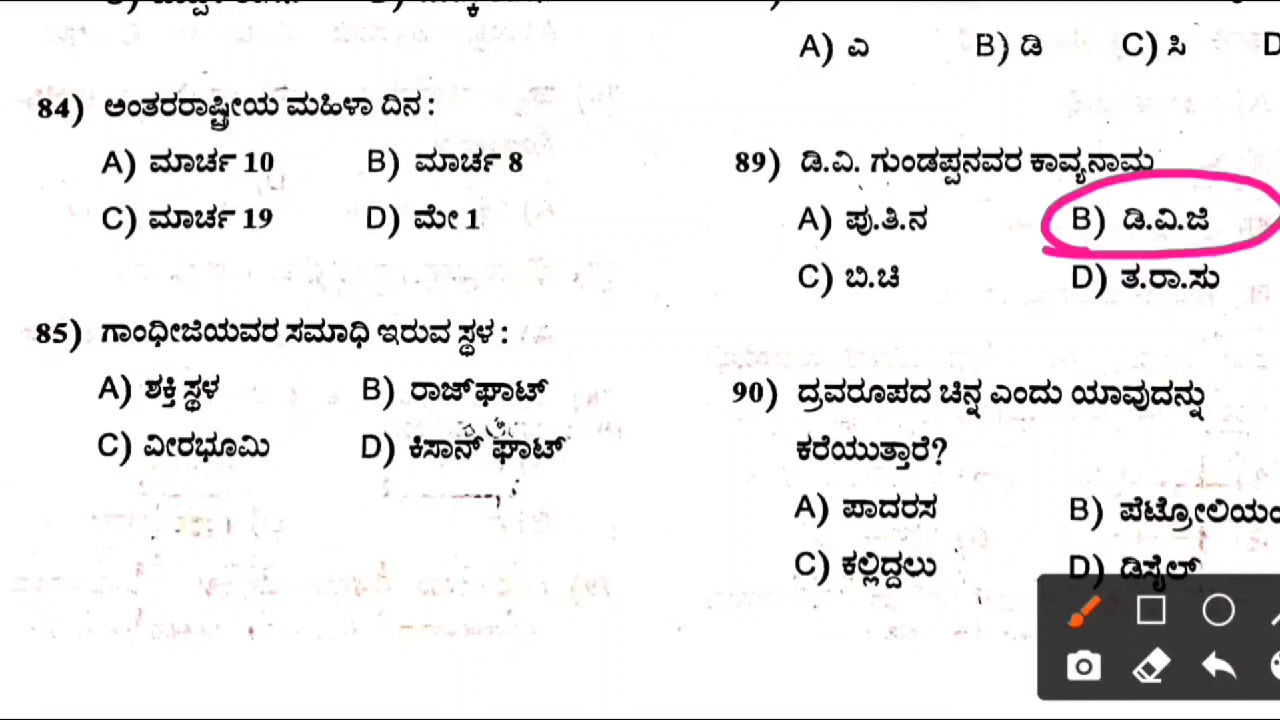 84) ಅಂತರರಾಷ್ಟ್ರೀಯ ಮಹಿಳಾ ದಿನ :
A) ಮಾರ್ಚ 10 B) ಮಾರ್ಚ 8
C) ಮಾರ್ಚ 19 D) ಮೇ 1
85) ಗಾಂಧೀಜಿಯವರ ಸಮಾಧಿ ಇರುವ ಸ್ಥಳ :
A) ಶಕ್ತಿ ಸ್ಥಳ B) ರಾಜ್‌ಘಾಟ್
C) ವೀರಭೂಮಿ D) ಕಿಸಾನ್ ಘಾಟ್
A) ಎ B) ಡಿ C) ಸಿ D
89) ಡಿ.ವಿ. ಗುಂಡಪ್ಪನವರ ಕಾವ್ಯನಾಮ
A) ಪು.ತಿ.ನ B) ಡಿ.ವಿ.ಜಿ
C) ಬಿ.ಚಿ D) ತ.ರಾ.ಸು
90) ದ್ರವರೂಪದ ಚಿನ್ನ ಎಂದು ಯಾವುದನ್ನು
ಕರೆಯುತ್ತಾರೆ?
A) ಪಾದರಸ B) ಪೆಟ್ರೋಲಿಯಂ
C) ಕಲ್ಲಿದ್ದಲು D) ಡಿಸೈಲ್